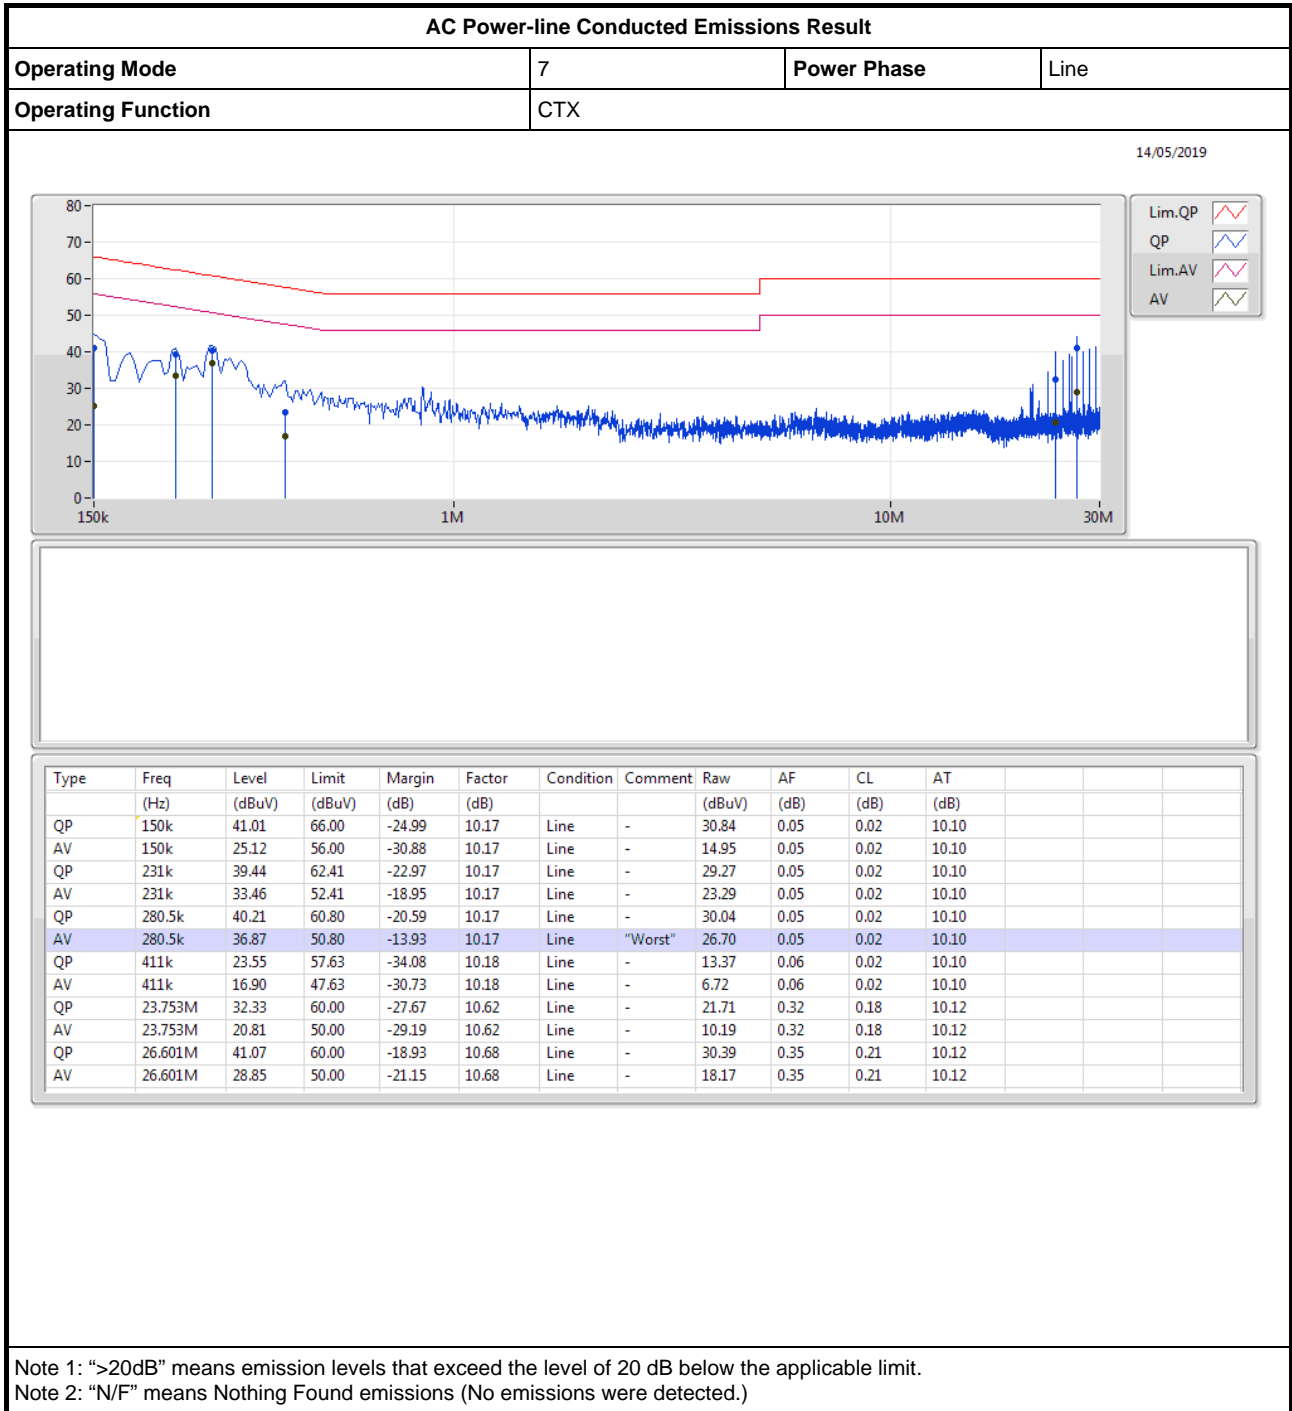 AC Power-line Conducted Emissions Result
Operating Mode 7 Power Phase Line
Operating Function CTX
14/05/2019
80
70
60
50
40
30
20
10
0
150k 1M 10M 30M
Lim.QP
QP
Lim.AV
AV
Type Freq Level Limit Margin Factor Condition Comment Raw AF CL AT
(Hz) (dBuV) (dBuV) (dB) (dB) (dBuV) (dB) (dB) (dB)
QP 150k 41.01 66.00 -24.99 10.17 Line - 30.84 0.05 0.02 10.10
AV 150k 25.12 56.00 -30.88 10.17 Line - 14.95 0.05 0.02 10.10
QP 231k 39.44 62.41 -22.97 10.17 Line - 29.27 0.05 0.02 10.10
AV 231k 33.46 52.41 -18.95 10.17 Line - 23.29 0.05 0.02 10.10
QP 280.5k 40.21 60.80 -20.59 10.17 Line - 30.04 0.05 0.02 10.10
AV 280.5k 36.87 50.80 -13.93 10.17 Line "Worst" 26.70 0.05 0.02 10.10
QP 411k 23.55 57.63 -34.08 10.18 Line - 13.37 0.06 0.02 10.10
AV 411k 16.90 47.63 -30.73 10.18 Line - 6.72 0.06 0.02 10.10
QP 23.753M 32.33 60.00 -27.67 10.62 Line - 21.71 0.32 0.18 10.12
AV 23.753M 20.81 50.00 -29.19 10.62 Line - 10.19 0.32 0.18 10.12
QP 26.601M 41.07 60.00 -18.93 10.68 Line - 30.39 0.35 0.21 10.12
AV 26.601M 28.85 50.00 -21.15 10.68 Line - 18.17 0.35 0.21 10.12
Note 1: “>20dB” means emission levels that exceed the level of 20 dB below the applicable limit.
Note 2: “N/F” means Nothing Found emissions (No emissions were detected.)